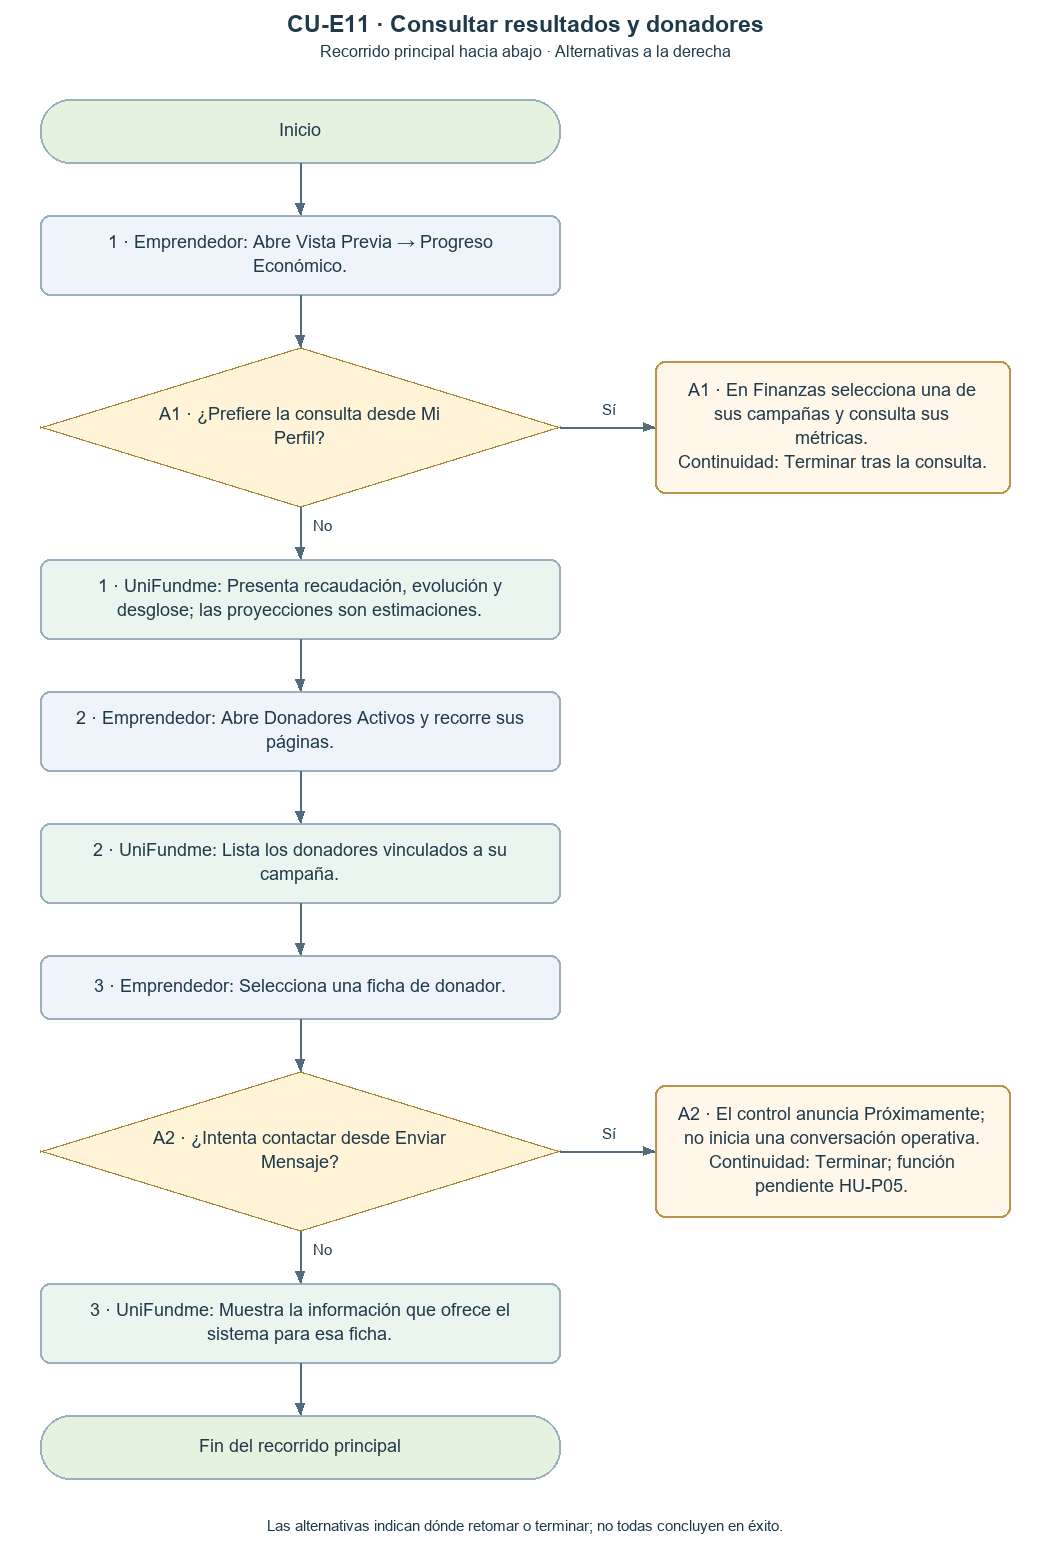 CU-E11 · Consultar resultados y donadores
Recorrido principal hacia abajo · Alternativas a la derecha
Inicio
1 · Emprendedor: Abre Vista Previa → Progreso
Económico.
A1 · ¿Prefiere la consulta desde Mi
Perfil?
Sí
A1 · En Finanzas selecciona una de
sus campañas y consulta sus
métricas.
Continuidad: Terminar tras la consulta.
No
1 · UniFundme: Presenta recaudación, evolución y
desglose; las proyecciones son estimaciones.
2 · Emprendedor: Abre Donadores Activos y recorre sus
páginas.
2 · UniFundme: Lista los donadores vinculados a su
campaña.
3 · Emprendedor: Selecciona una ficha de donador.
A2 · ¿Intenta contactar desde Enviar
Mensaje?
Sí
A2 · El control anuncia Próximamente;
no inicia una conversación operativa.
Continuidad: Terminar; función
pendiente HU-P05.
No
3 · UniFundme: Muestra la información que ofrece el
sistema para esa ficha.
Fin del recorrido principal
Las alternativas indican dónde retomar o terminar; no todas concluyen en éxito.